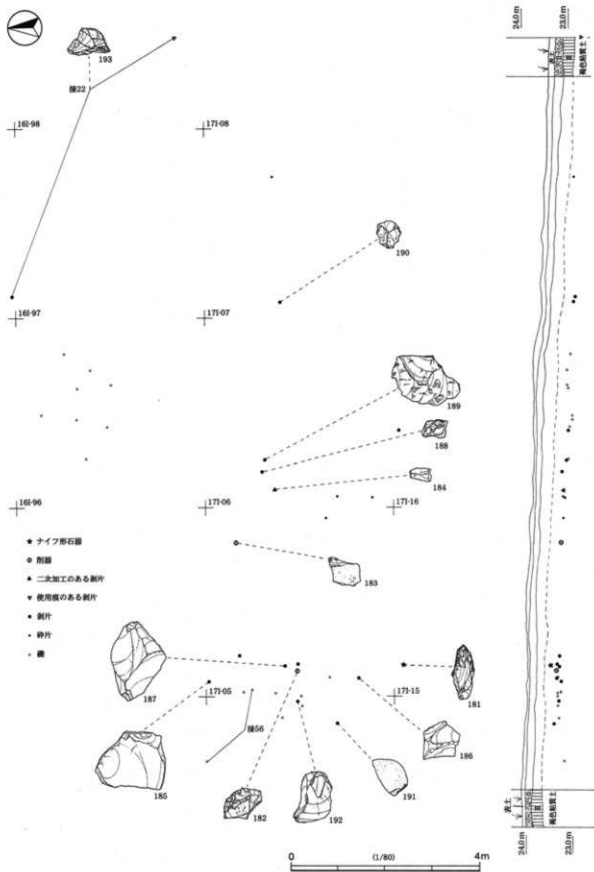 193
接22
16I-98
17I-08
190
16I-97
17I-07
189
188
184
16I-96
17I-06
17I-16
★ ナイフ形石器
◎ 削器
▲ 二次加工のある剥片
▼ 使用痕のある剥片
● 剥片
・ 砕片
礫
183
187
17I-05
17I-15
181
接56
186
185
182
192
191
0 (1/80) 4m
24.0m
23.0m
表土
Ⅲ
褐色粘質土
表土
Ⅲ
褐色粘質土
24.0m
23.0m